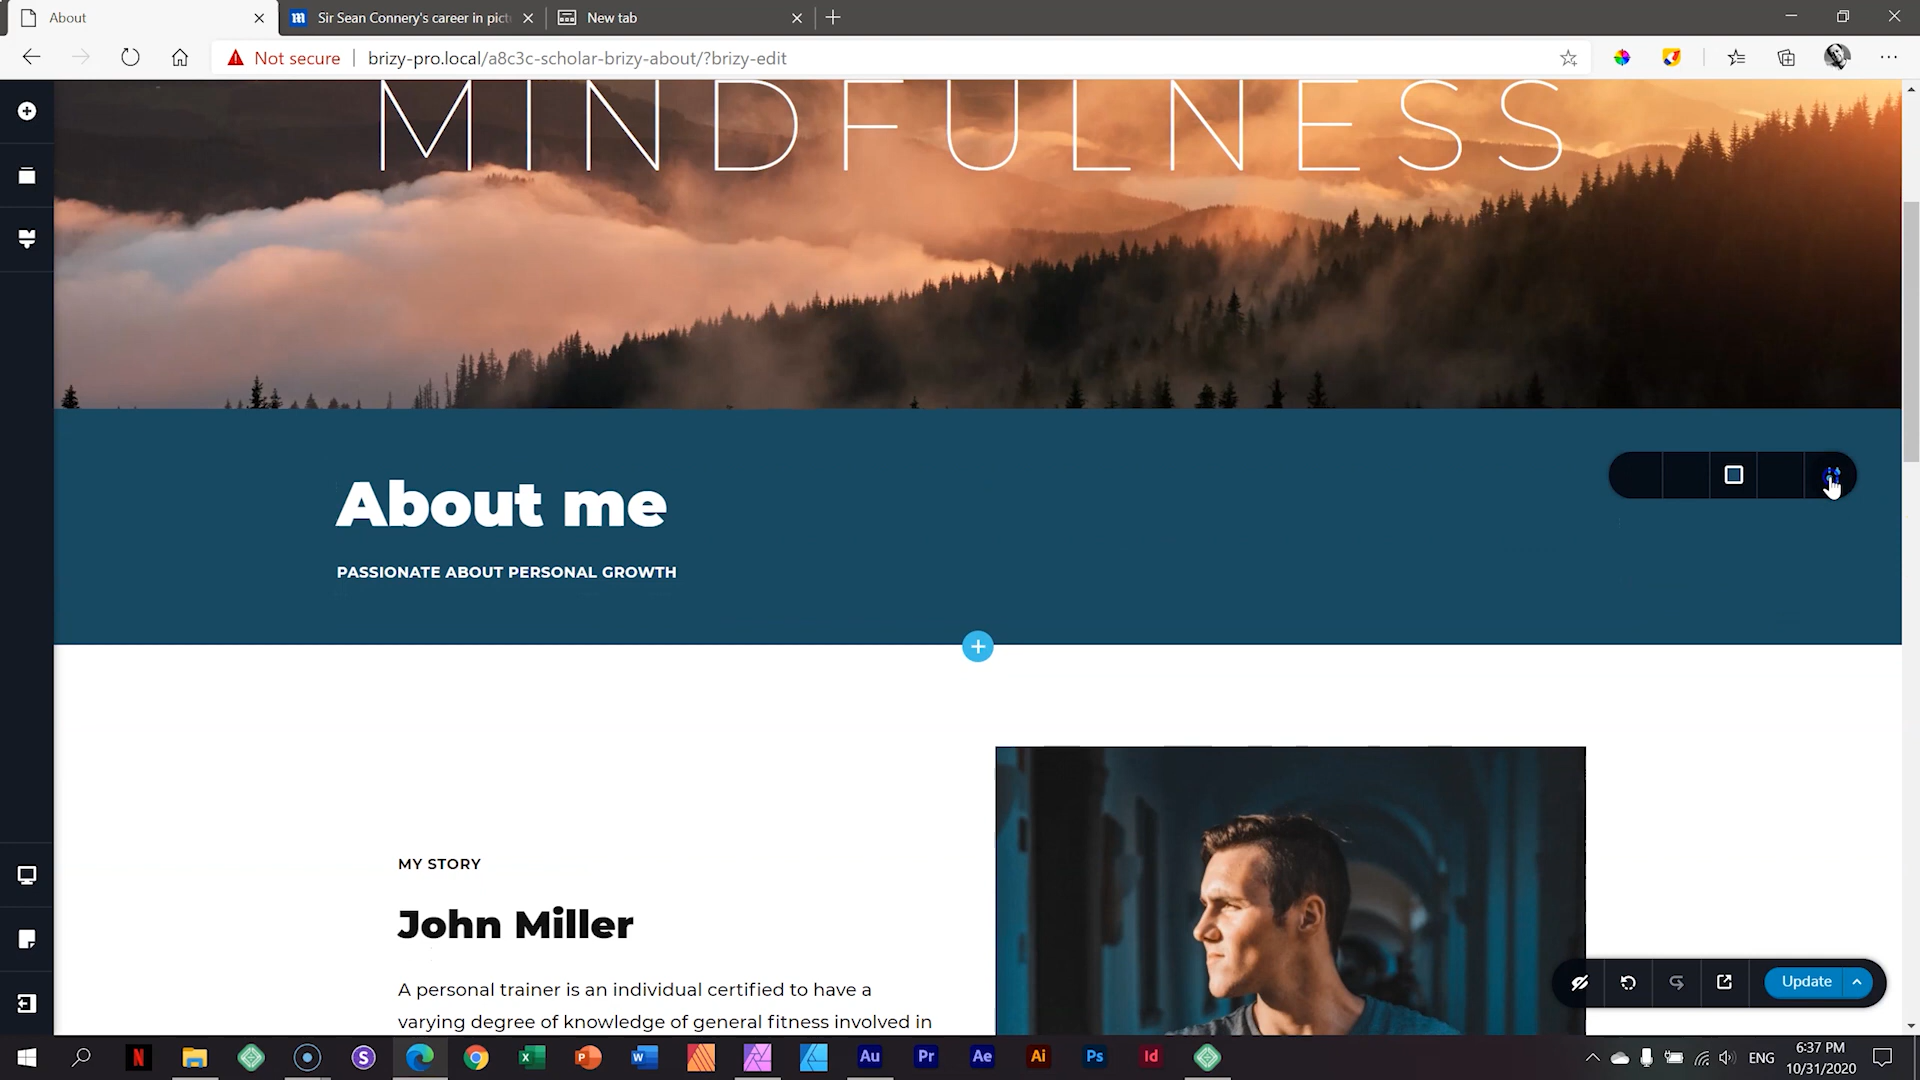 About
Sir Sean Connery's career in pict
New tab
Not secure
brizy-pro.local/a8c3c-scholar-brizy-about/?brizy-edit
MINDFULNESS
About me
PASSIONATE ABOUT PERSONAL GROWTH
MY STORY
John Miller
A personal trainer is an individual certified to have a
varying degree of knowledge of general fitness involved in
Update
N
S
X
P
W
Au
Pr
Ae
Ai
Ps
Id
ENG
6:37 PM
10/31/2020